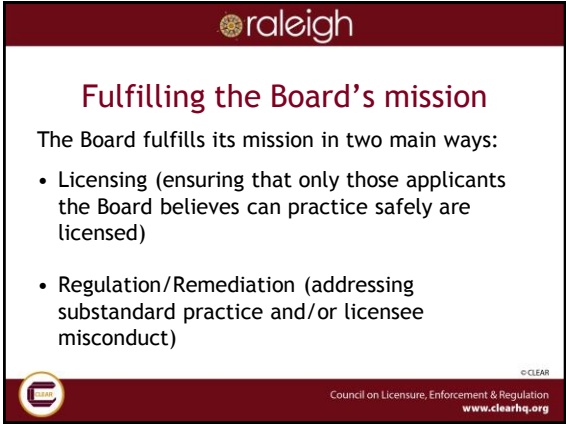 raleigh
Fulfilling the Board's mission
The Board fulfills its mission in two main ways:
• Licensing (ensuring that only those applicants
the Board believes can practice safely are
licensed)
• Regulation/Remediation (addressing
substandard practice and/or licensee
misconduct)
© CLEAR
CLEAR
Council on Licensure, Enforcement & Regulation
www.clearhq.org